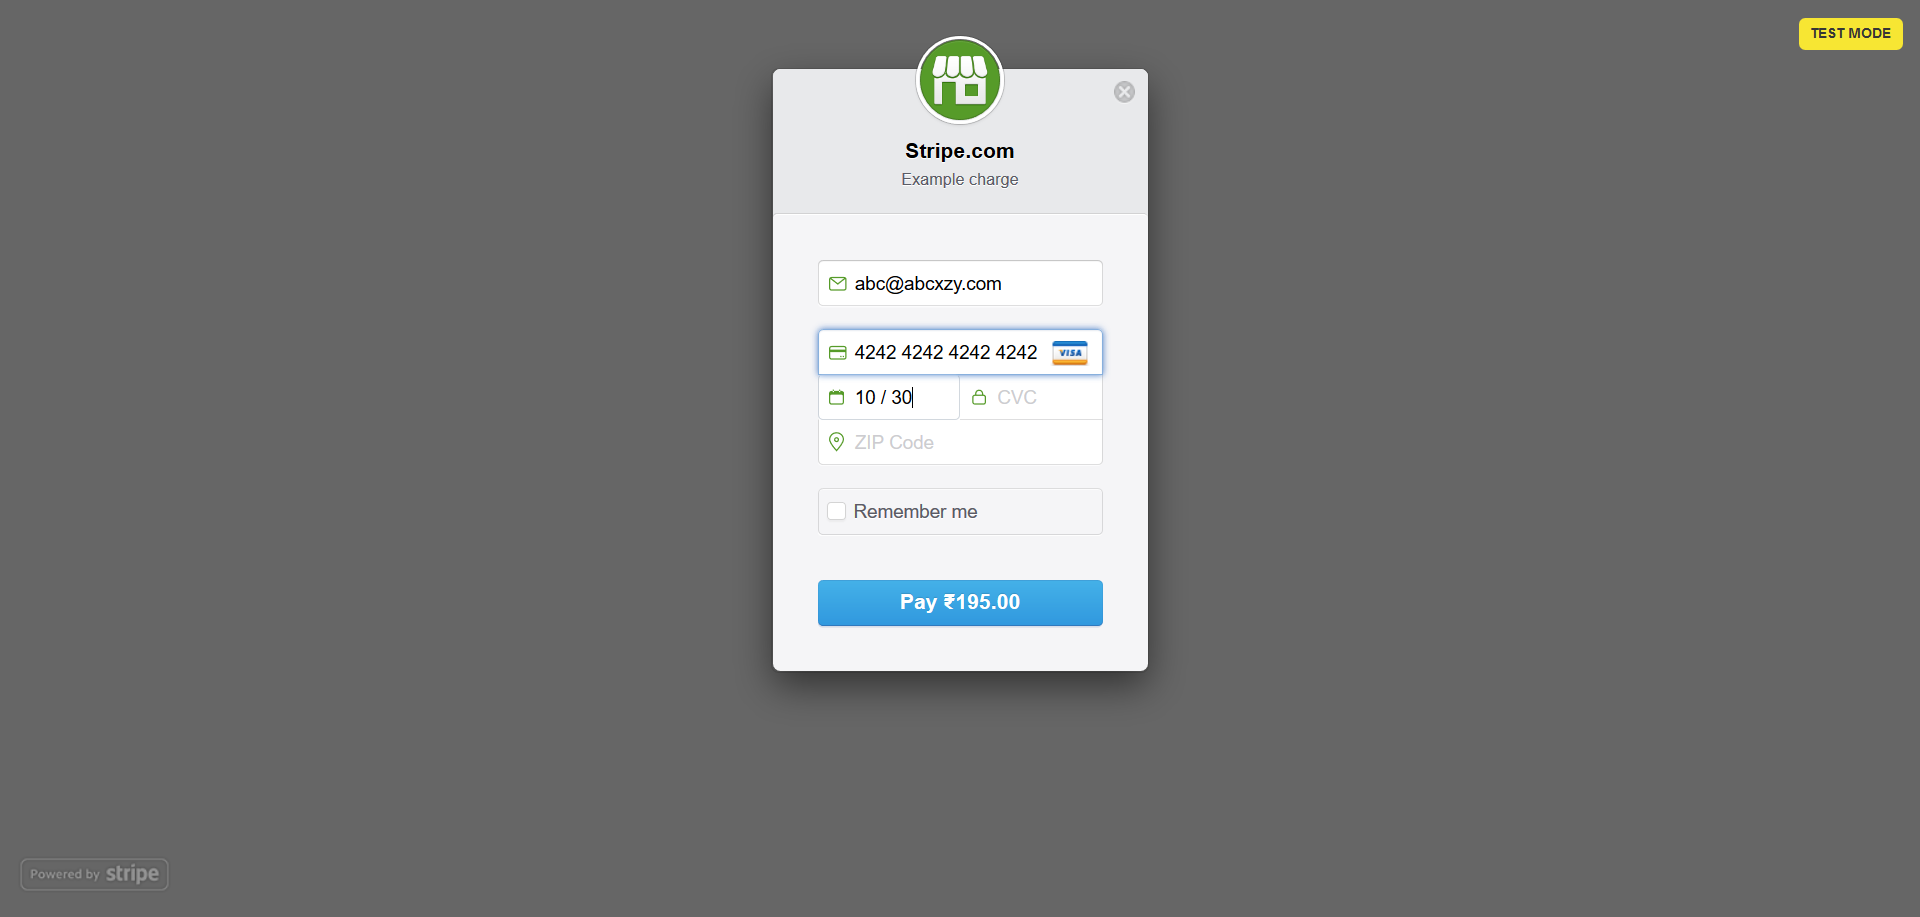 TEST MODE
Stripe.com
Example charge
abc@abcxzy.com
4242 4242 4242 4242 VISA
10 / 30 CVC
ZIP Code
Remember me
Pay ₹195.00
Powered by stripe